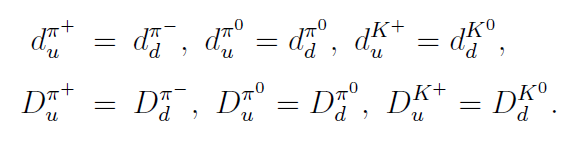 d_u^{π^+} = d_d^{π^-}, d_u^{π^0} = d_d^{π^0}, d_u^{K^+} = d_d^{K^0},
D_u^{π^+} = D_d^{π^-}, D_u^{π^0} = D_d^{π^0}, D_u^{K^+} = D_d^{K^0}.